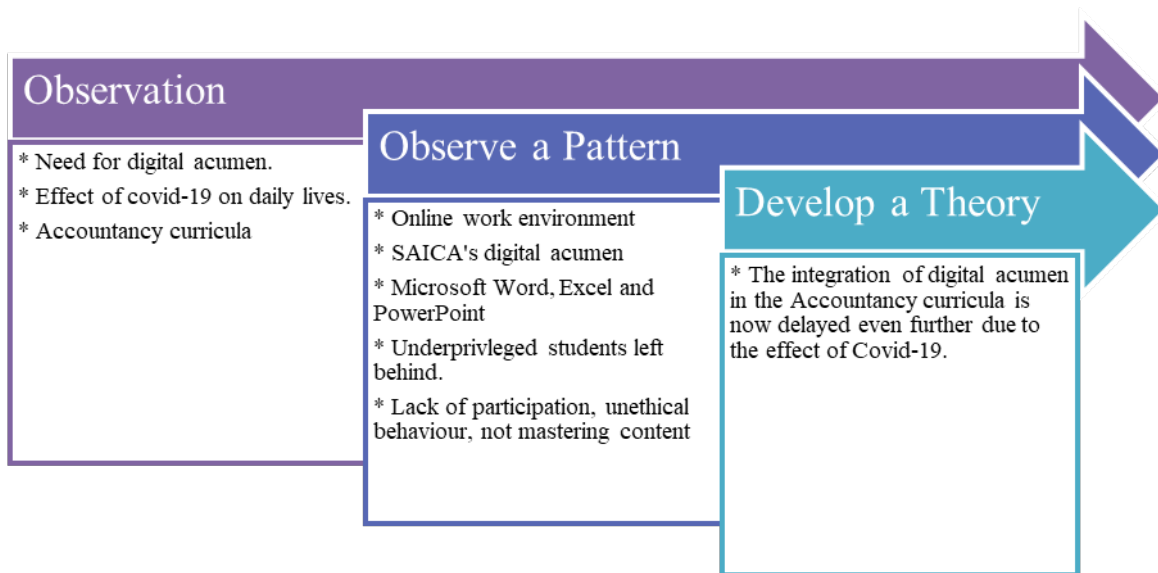 Observation
* Need for digital acumen.
* Effect of covid-19 on daily lives.
* Accountancy curricula
Observe a Pattern
* Online work environment
* SAICA's digital acumen
* Microsoft Word, Excel and
PowerPoint
* Underprivleged students left
behind.
* Lack of participation, unethical
behaviour, not mastering content
Develop a Theory
* The integration of digital acumen
in the Accountancy curricula is
now delayed even further due to
the effect of Covid-19.